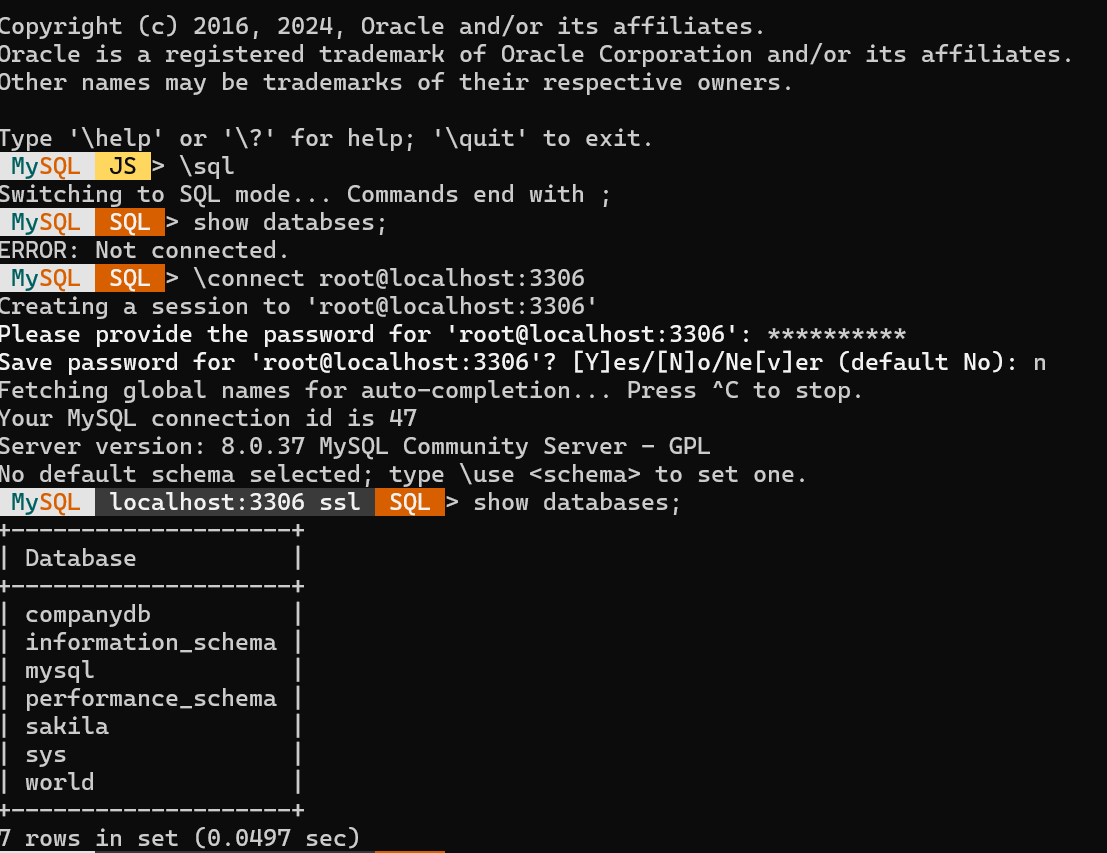 Copyright (c) 2016, 2024, Oracle and/or its affiliates.
Oracle is a registered trademark of Oracle Corporation and/or its affiliates.
Other names may be trademarks of their respective owners.
Type '\help' or '\?' for help; '\quit' to exit.
MySQL JS > \sql
Switching to SQL mode... Commands end with ;
MySQL SQL > show databses;
ERROR: Not connected.
MySQL SQL > \connect root@localhost:3306
Creating a session to 'root@localhost:3306'
Please provide the password for 'root@localhost:3306': **********
Save password for 'root@localhost:3306'? [Y]es/[N]o/Ne[v]er (default No): n
Fetching global names for auto-completion... Press ^C to stop.
Your MySQL connection id is 47
Server version: 8.0.37 MySQL Community Server - GPL
No default schema selected; type \use <schema> to set one.
MySQL localhost:3306 ssl SQL > show databases;
+--------------------+
| Database           |
+--------------------+
| companydb          |
| information_schema |
| mysql              |
| performance_schema |
| sakila             |
| sys                |
| world              |
+--------------------+
7 rows in set (0.0497 sec)